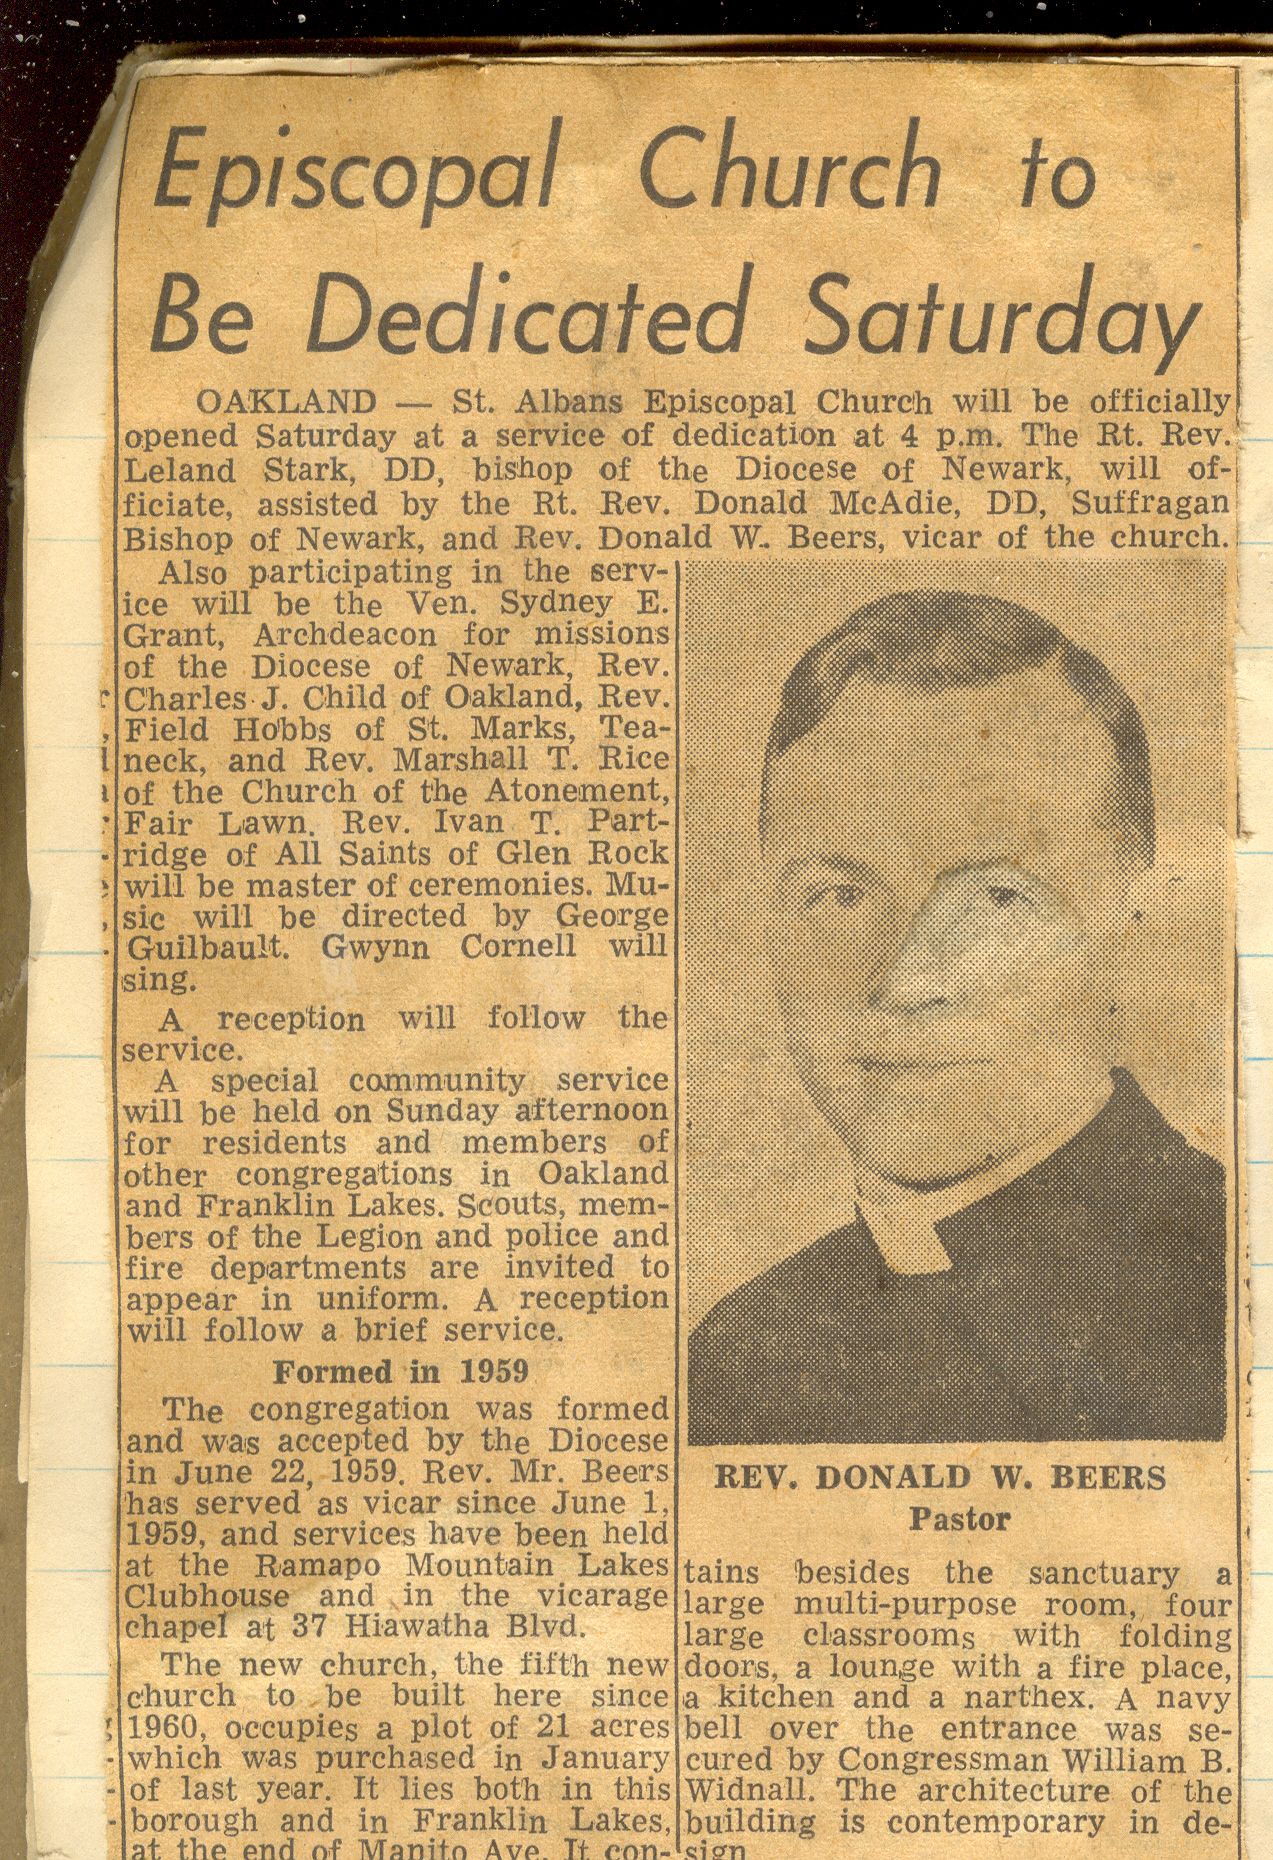 Episcopal Church to
Be Dedicated Saturday
OAKLAND — St. Albans Episcopal Church will be officially
opened Saturday at a service of dedication at 4 p.m. The Rt. Rev.
Leland Stark, DD, bishop of the Diocese of Newark, will of-
ficiate, assisted by the Rt. Rev. Donald McAdie, DD, Suffragan
Bishop of Newark, and Rev. Donald W. Beers, vicar of the church.
Also participating in the serv-
ice will be the Ven. Sydney E.
Grant, Archdeacon for missions
of the Diocese of Newark, Rev.
Charles J. Child of Oakland, Rev.
Field Hobbs of St. Marks, Tea-
neck, and Rev. Marshall T. Rice
of the Church of the Atonement,
Fair Lawn. Rev. Ivan T. Part-
ridge of All Saints of Glen Rock
will be master of ceremonies. Mu-
sic will be directed by George
Guilbault. Gwynn Cornell will
sing.
A reception will follow the
service.
A special community service
will be held on Sunday afternoon
for residents and members of
other congregations in Oakland
and Franklin Lakes. Scouts, mem-
bers of the Legion and police and
fire departments are invited to
appear in uniform. A reception
will follow a brief service.
Formed in 1959
The congregation was formed
and was accepted by the Diocese
in June 22, 1959. Rev. Mr. Beers
has served as vicar since June 1,
1959, and services have been held
at the Ramapo Mountain Lakes
Clubhouse and in the vicarage
chapel at 37 Hiawatha Blvd.
The new church, the fifth new
church to be built here since
1960, occupies a plot of 21 acres
which was purchased in January
of last year. It lies both in this
borough and in Franklin Lakes,
at the end of Manito Ave. It con-
REV. DONALD W. BEERS
Pastor
tains besides the sanctuary a
large multi-purpose room, four
large classrooms with folding
doors, a lounge with a fire place,
a kitchen and a narthex. A navy
bell over the entrance was se-
cured by Congressman William B.
Widnall. The architecture of the
building is contemporary in de-
sign